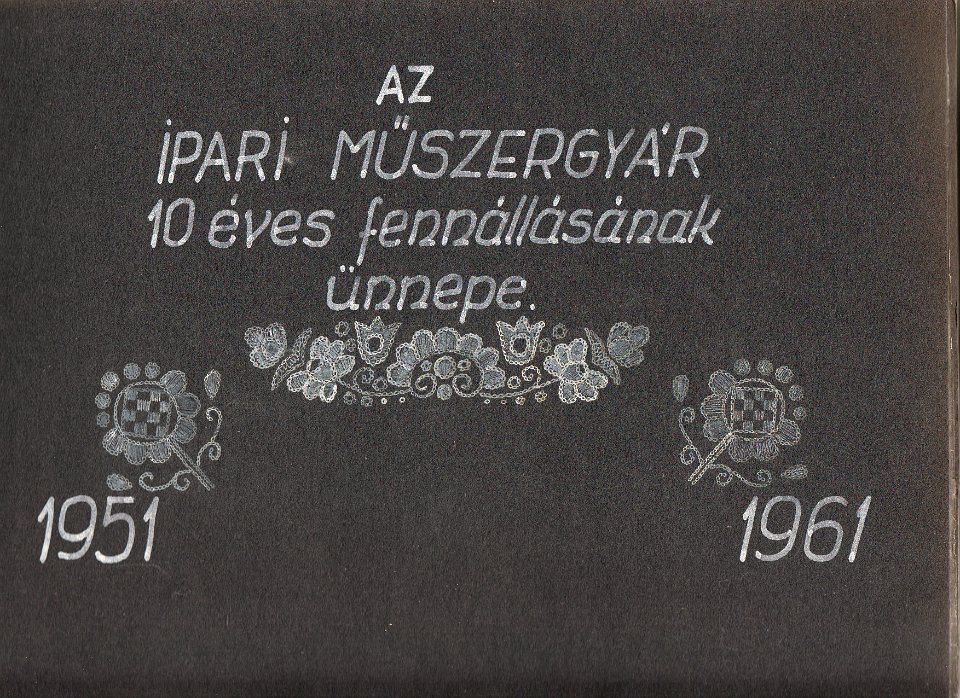 AZ
IPARI MŰSZERGYÁR
10 éves fennállásának
ünnepe.
1951
1961